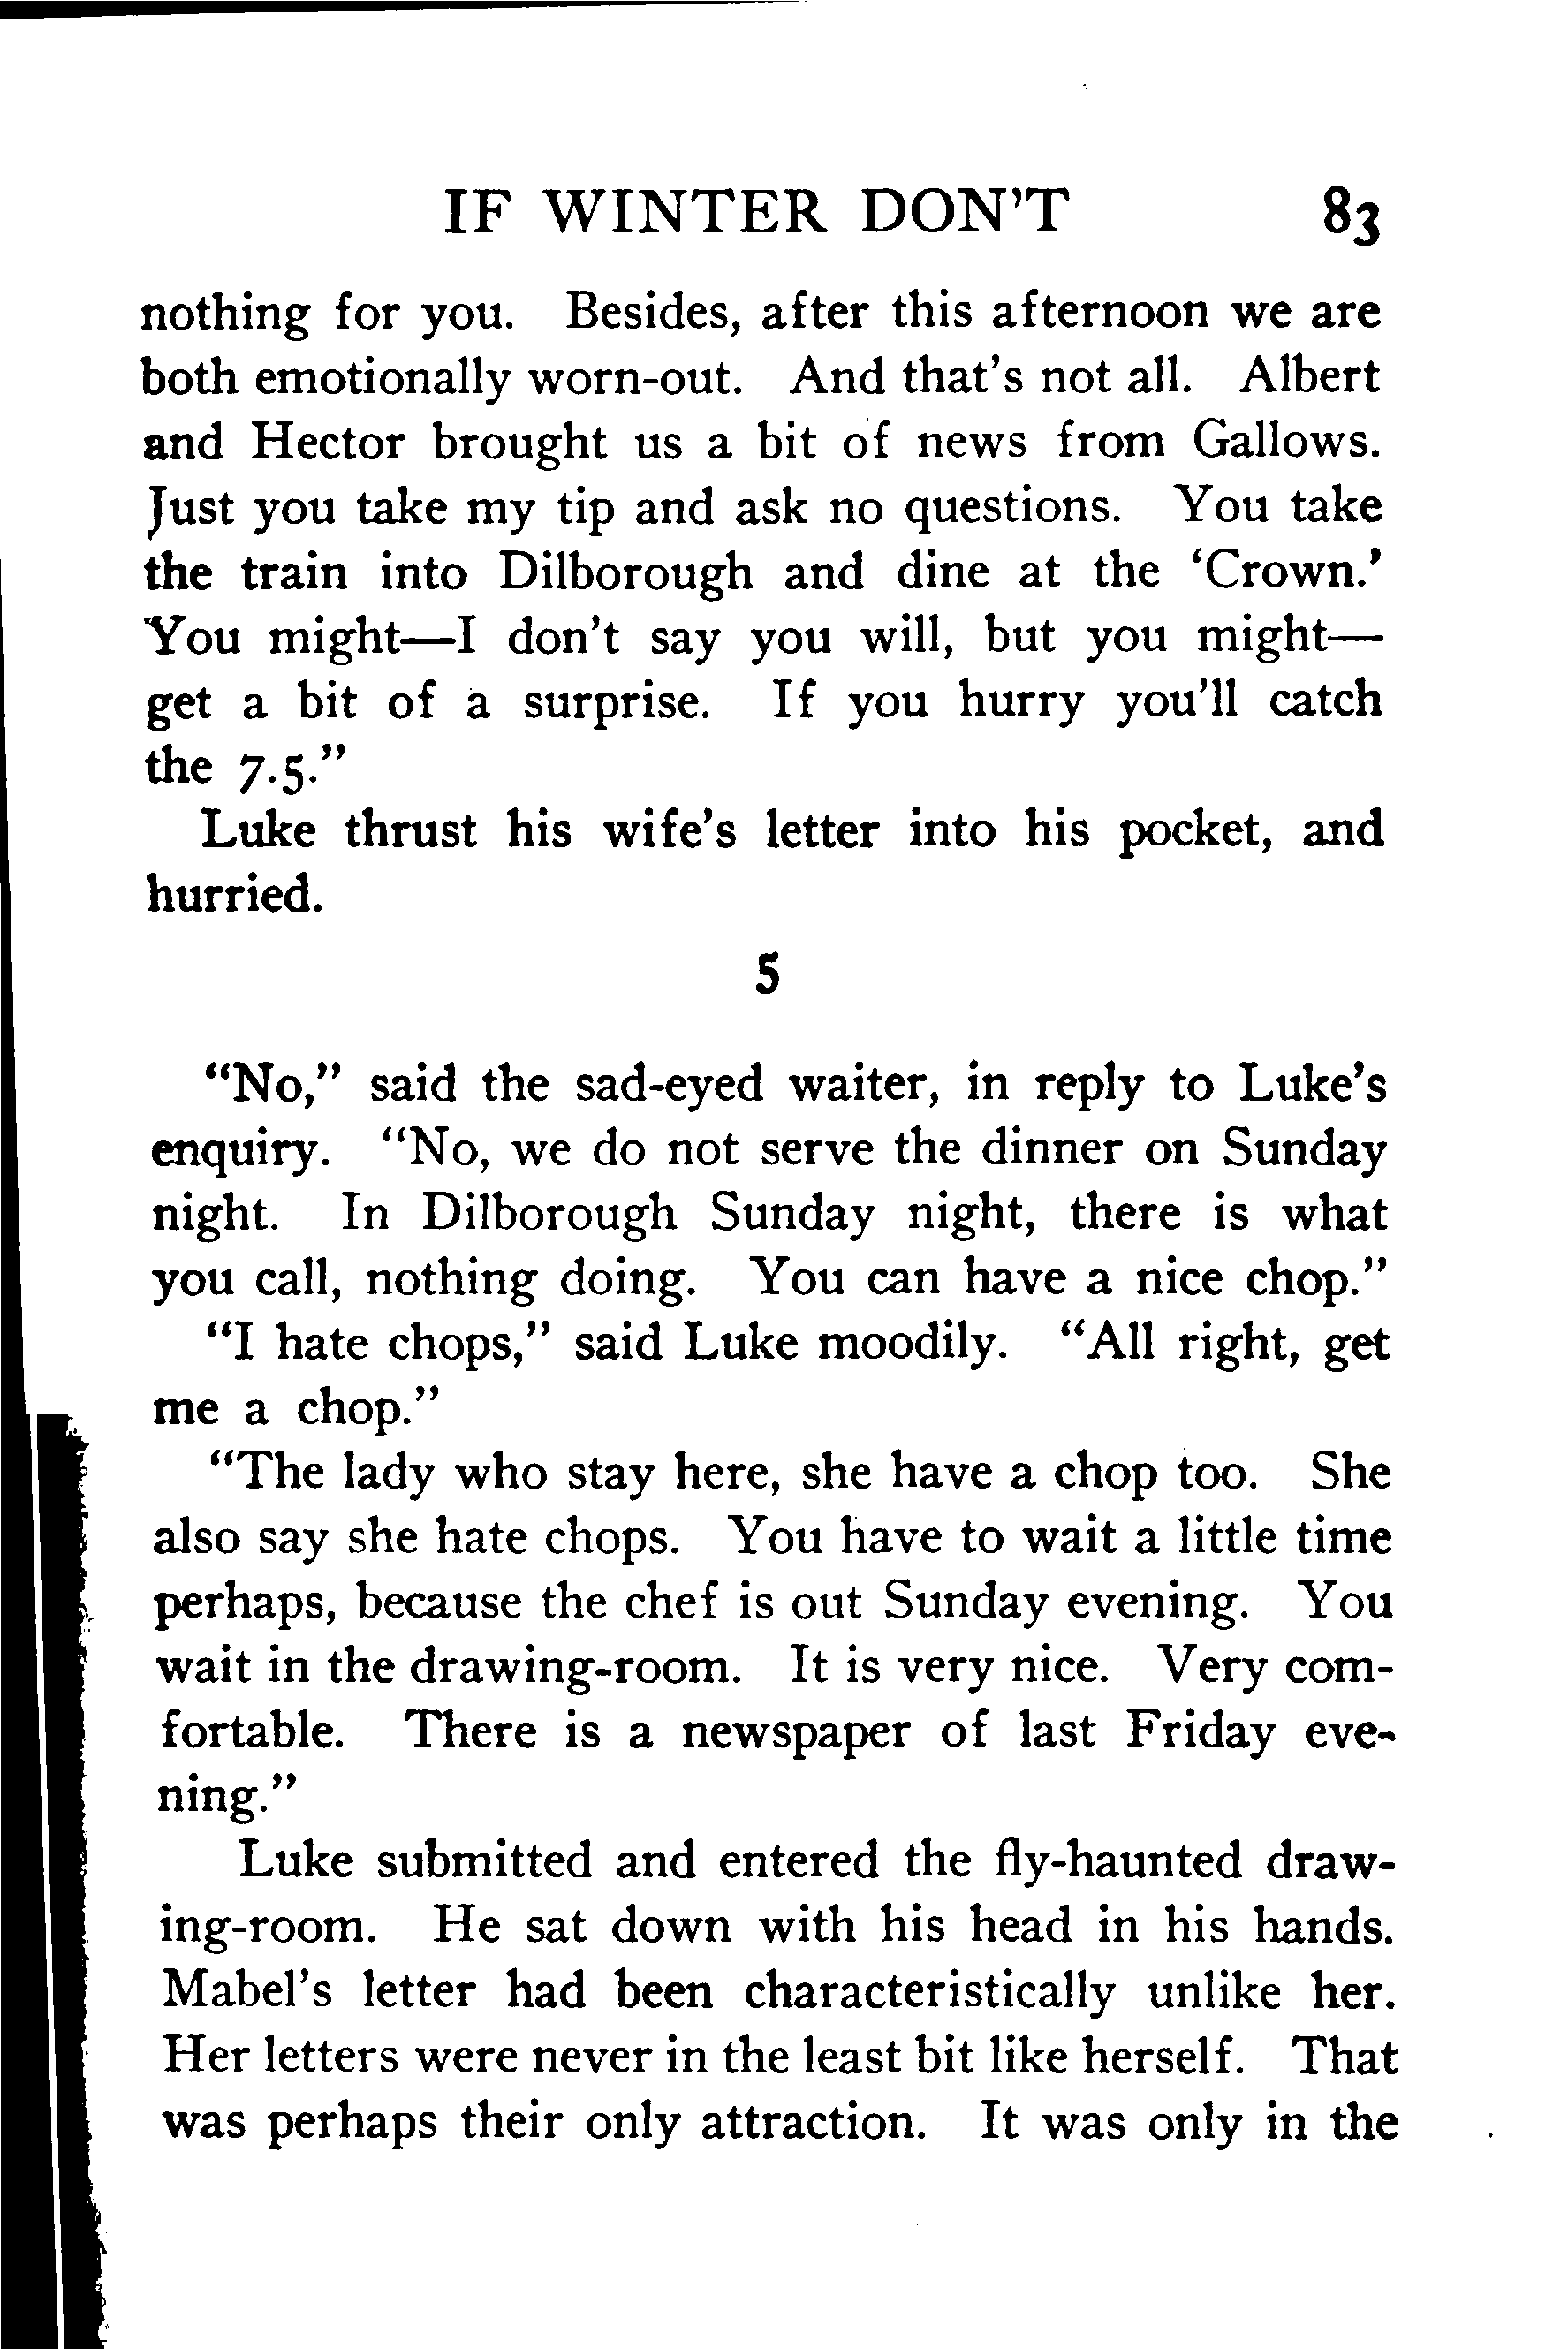 IF WINTER DON'T 83
nothing for you. Besides, after this afternoon we are
both emotionally worn-out. And that's not all. Albert
and Hector brought us a bit of news from Gallows.
Just you take my tip and ask no questions. You take
the train into Dilborough and dine at the ‘Crown.’
You might—I don't say you will, but you might—
get a bit of a surprise. If you hurry you'll catch
the 7.5.”
Luke thrust his wife's letter into his pocket, and
hurried.
5
“No,” said the sad-eyed waiter, in reply to Luke's
enquiry. “No, we do not serve the dinner on Sunday
night. In Dilborough Sunday night, there is what
you call, nothing doing. You can have a nice chop.”
“I hate chops,” said Luke moodily. “All right, get
me a chop.”
“The lady who stay here, she have a chop too. She
also say she hate chops. You have to wait a little time
perhaps, because the chef is out Sunday evening. You
wait in the drawing-room. It is very nice. Very com-
fortable. There is a newspaper of last Friday eve-
ning.”
Luke submitted and entered the fly-haunted draw-
ing-room. He sat down with his head in his hands.
Mabel's letter had been characteristically unlike her.
Her letters were never in the least bit like herself. That
was perhaps their only attraction. It was only in the